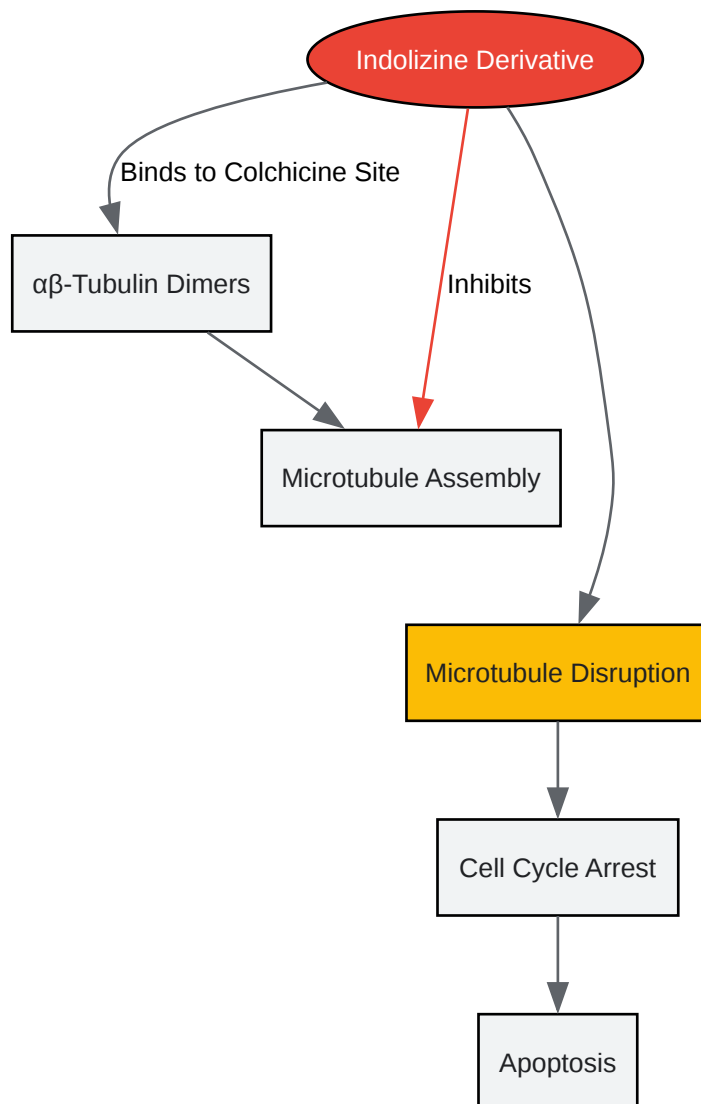 Indolizine Derivative
Binds to Colchicine Site
αβ-Tubulin Dimers
Inhibits
Microtubule Assembly
Microtubule Disruption
Cell Cycle Arrest
Apoptosis